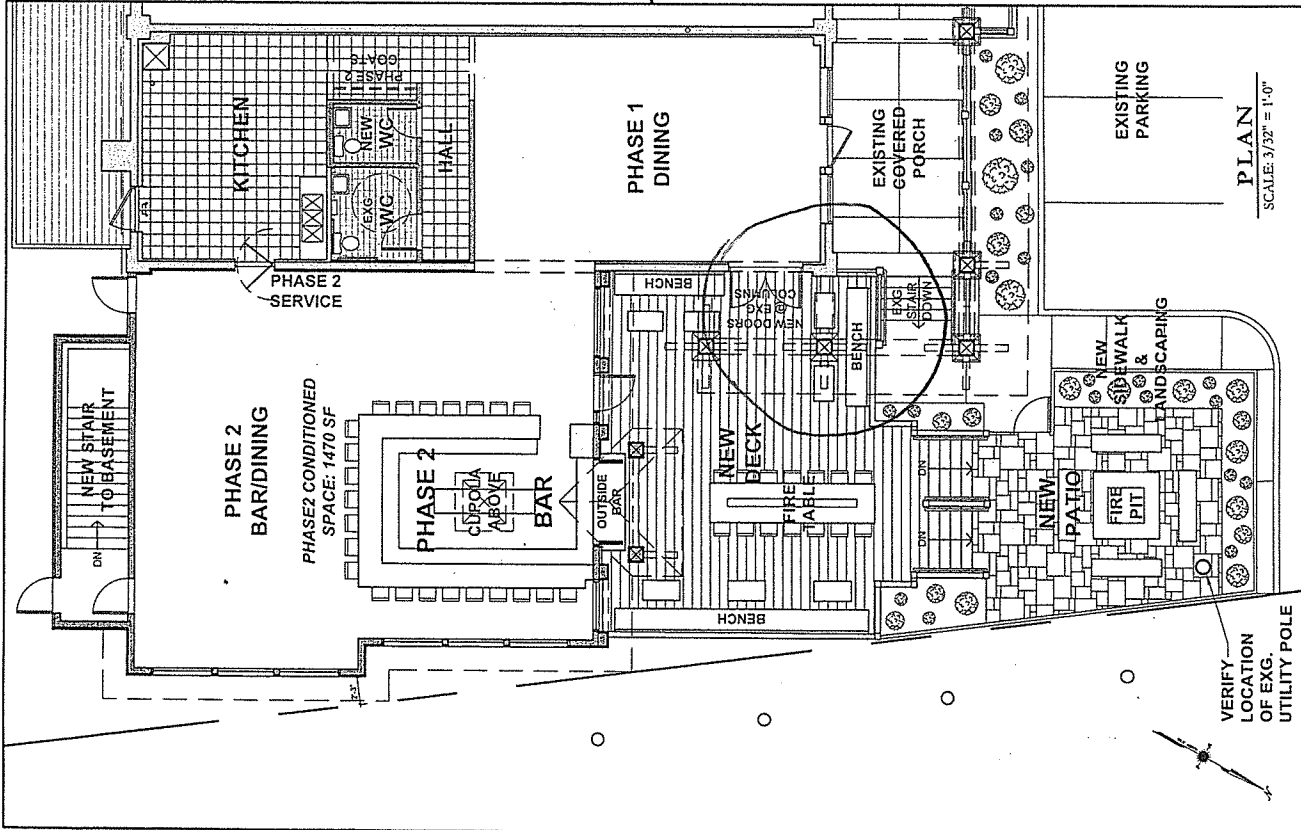 KITCHEN
PHASE 2
COATS
NEW
WC
EXG
WC
HALL
PHASE 1
DINING
EXISTING
COVERED
PORCH
EXISTING
PARKING
PLAN
SCALE: 3/32" = 1'-0"
PHASE 2
SERVICE
NEW STAIR
TO BASEMENT
DN
PHASE 2
BAR/DINING
PHASE2 CONDITIONED
SPACE: 1470 SF
PHASE 2
BAR
CUPOLA
ABOVE
OUTSIDE
BAR
BENCH
NEW DOORS
@ EXG
COLUMNS
BENCH
EXG
STAIR
DOWN
NEW
DECK
FIRE
TABLE
BENCH
DN
DN
NEW
SIDEWALK
&
LANDSCAPING
NEW
PATIO
FIRE
PIT
VERIFY
LOCATION
OF EXG.
UTILITY POLE
N